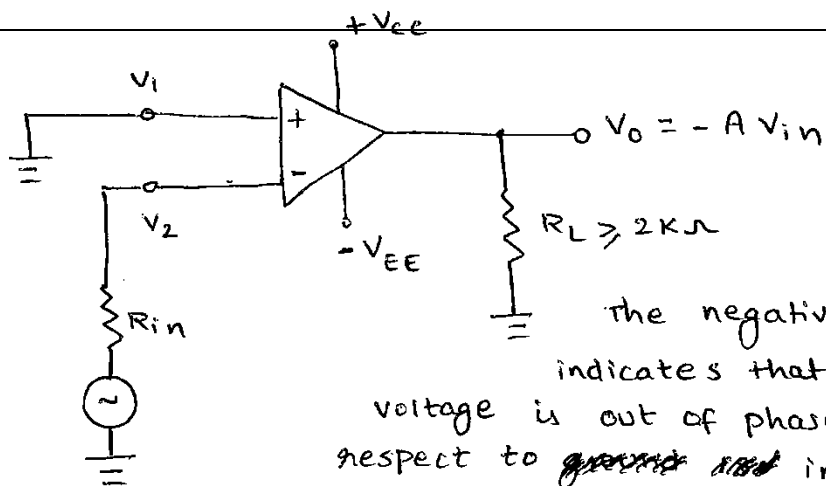 + Vcc
V1
+
Vo = - A Vin
-
V2
- VEE
RL ⩾ 2KΩ
Rin
~
The negativ
indicates that
voltage is out of phas
respect to in